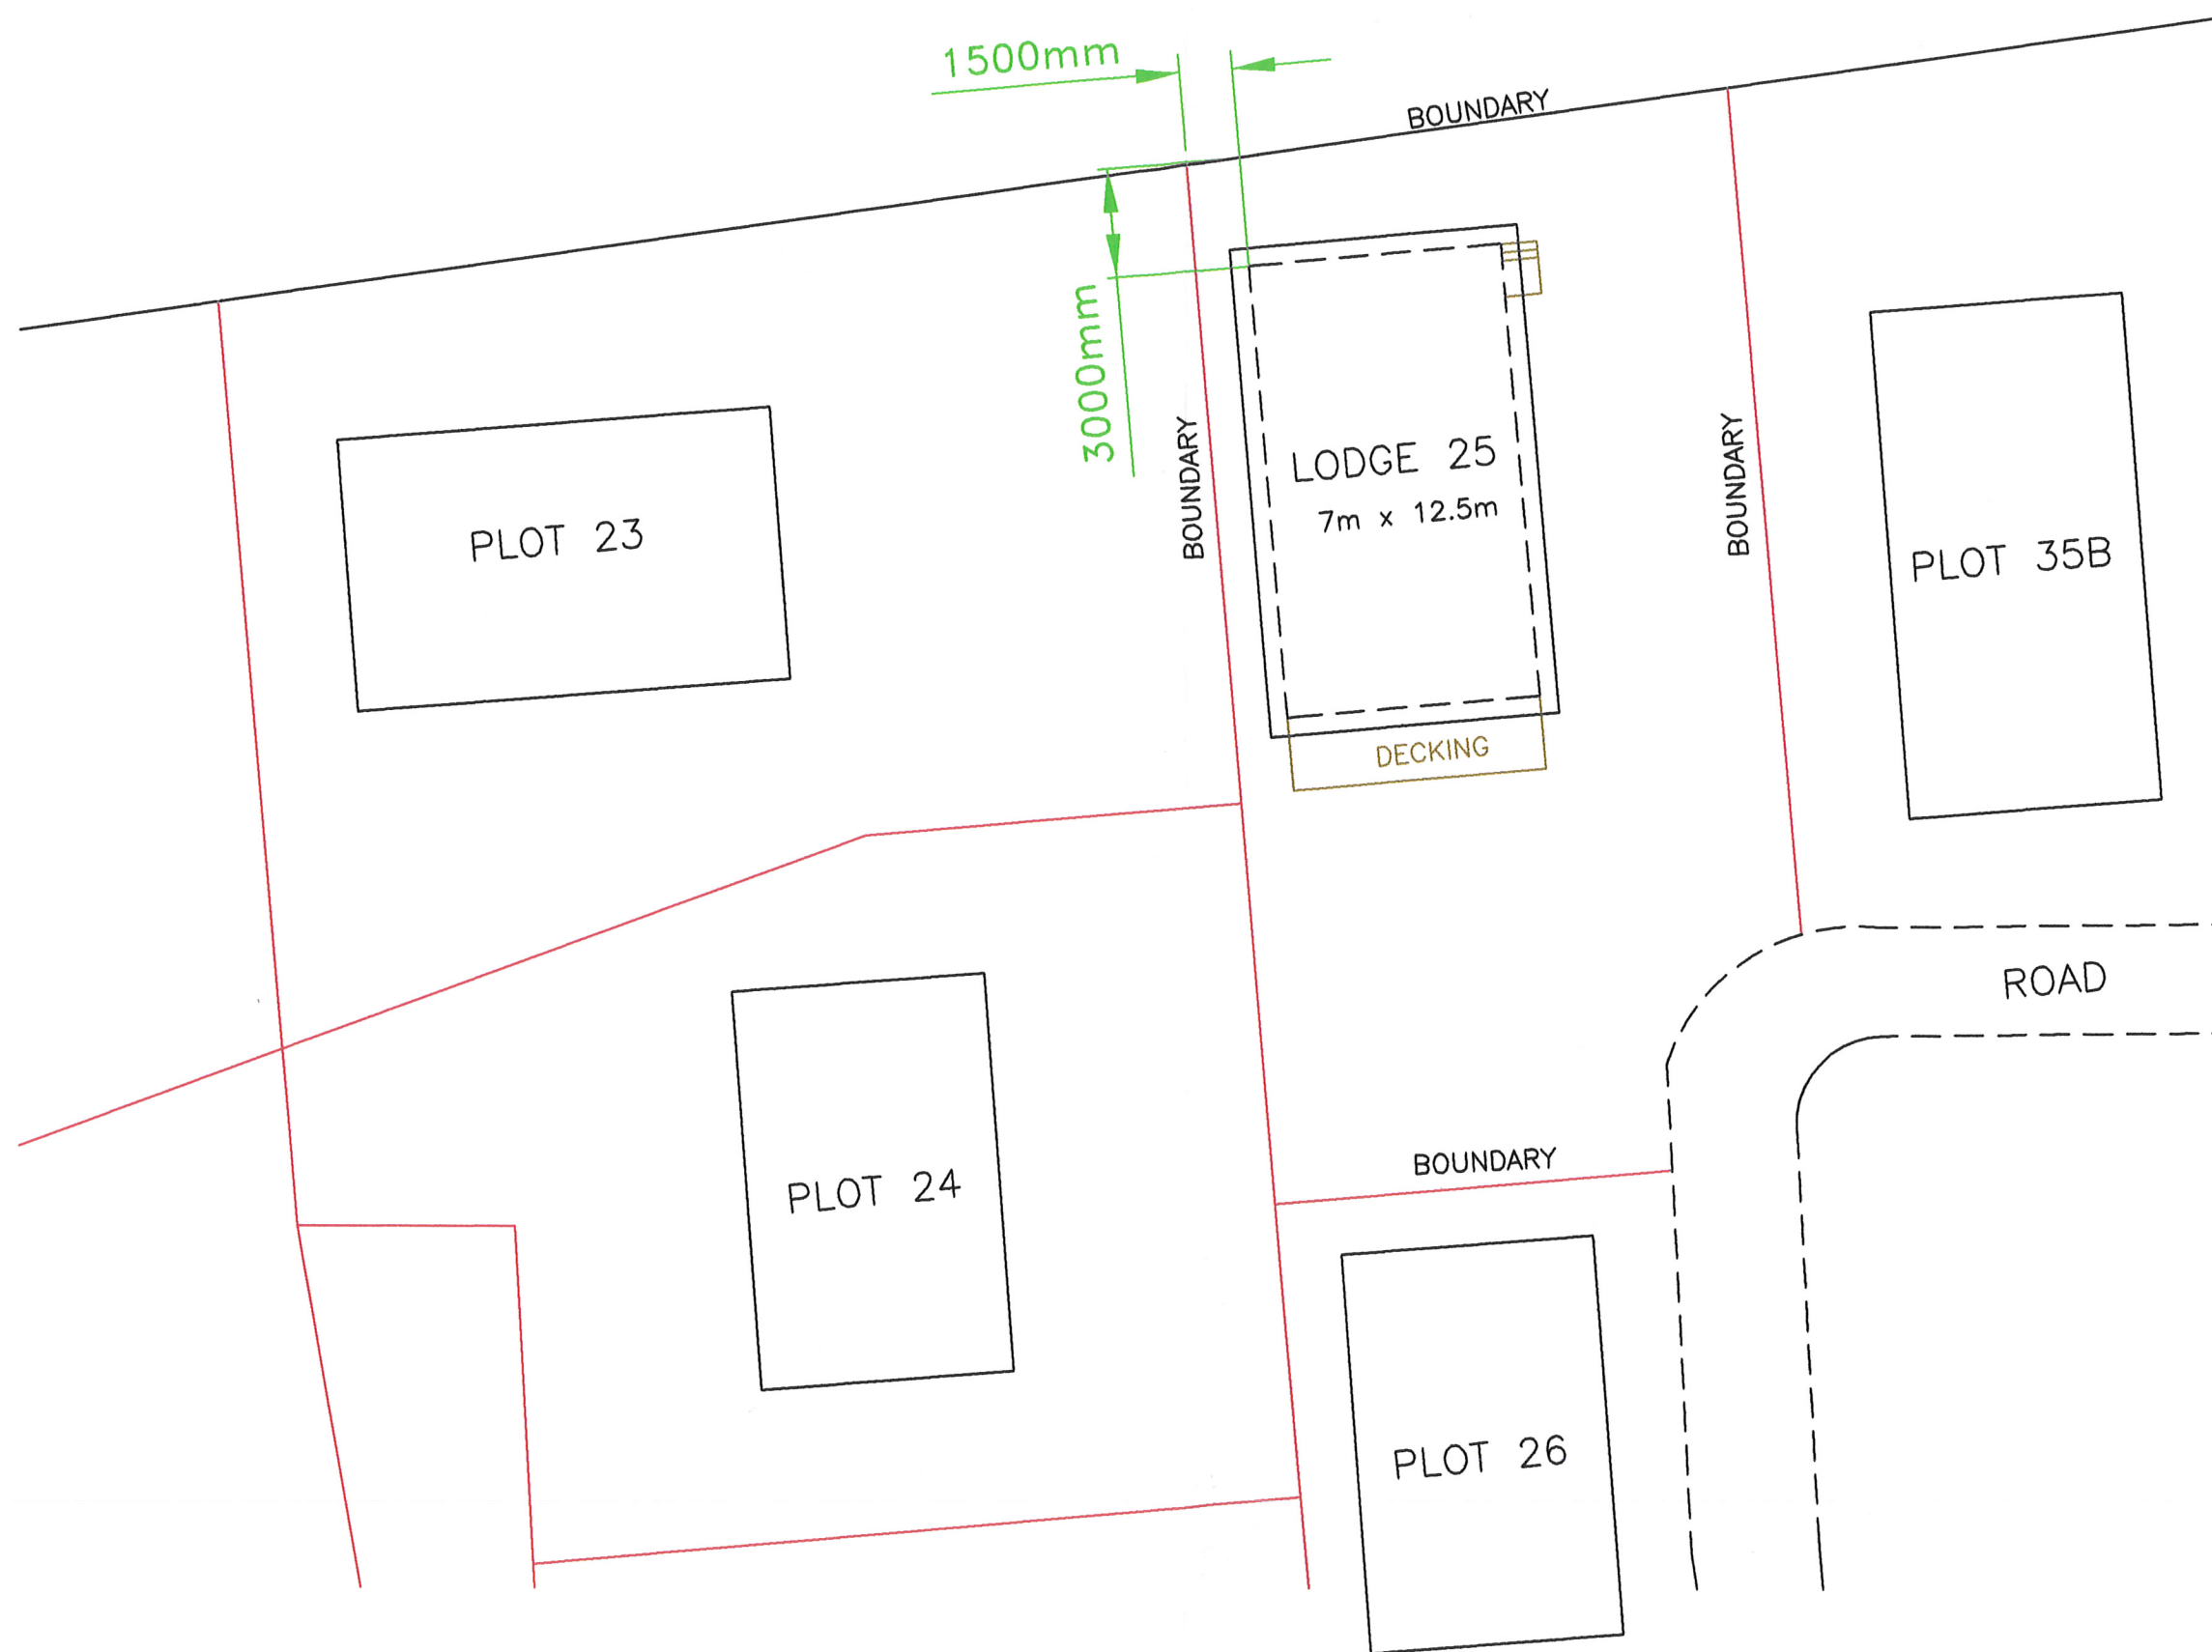 1500mm
BOUNDARY
3000mm
BOUNDARY
LODGE 25
7m x 12.5m
BOUNDARY
PLOT 23
PLOT 35B
DECKING
ROAD
BOUNDARY
PLOT 24
PLOT 26